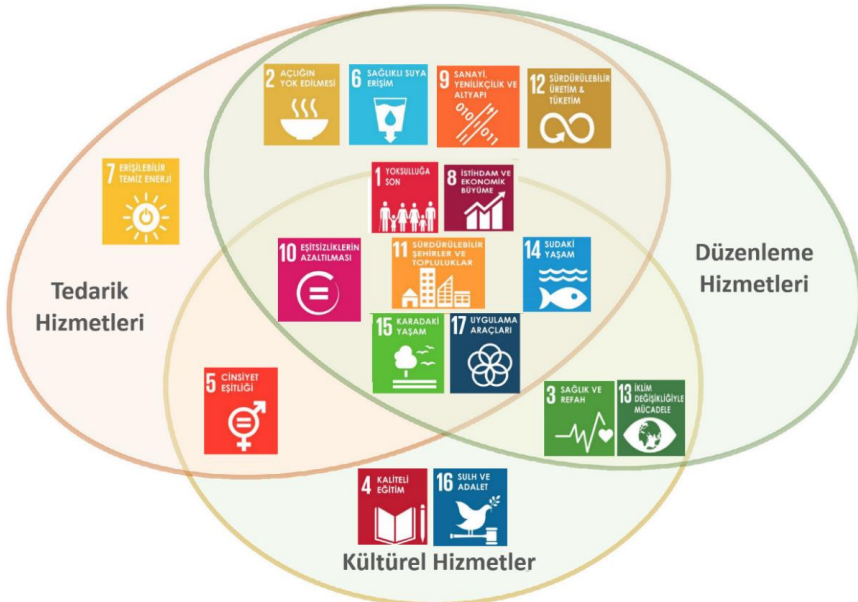 2 AÇLIĞIN
YOK EDİLMESİ
6 SAĞLIKLI SUYA
ERİŞİM
9 SANAYİ,
YENİLİKÇİLİK VE
ALTYAPI
010
011
12 SÜRDÜRÜLEBİLİR
ÜRETİM &
TÜKETİM
7 ERİŞİLEBİLİR
TEMİZ ENERJİ
1 YOKSULLUĞA
SON
8 İSTİHDAM VE
EKONOMİK
BÜYÜME
10 EŞİTSİZLİKLERİN
AZALTILMASI
11 SÜRDÜRÜLEBİLİR
ŞEHİRLER VE
TOPLULUKLAR
14 SUDAKİ
YAŞAM
Tedarik
Hizmetleri
Düzenleme
Hizmetleri
15 KARADAKİ
YAŞAM
17 UYGULAMA
ARAÇLARI
5 CİNSİYET
EŞİTLİĞİ
3 SAĞLIK VE
REFAH
13 İKLİM
DEĞİŞİKLİĞİYLE
MÜCADELE
4 KALİTELİ
EĞİTİM
16 SULH VE
ADALET
Kültürel Hizmetler